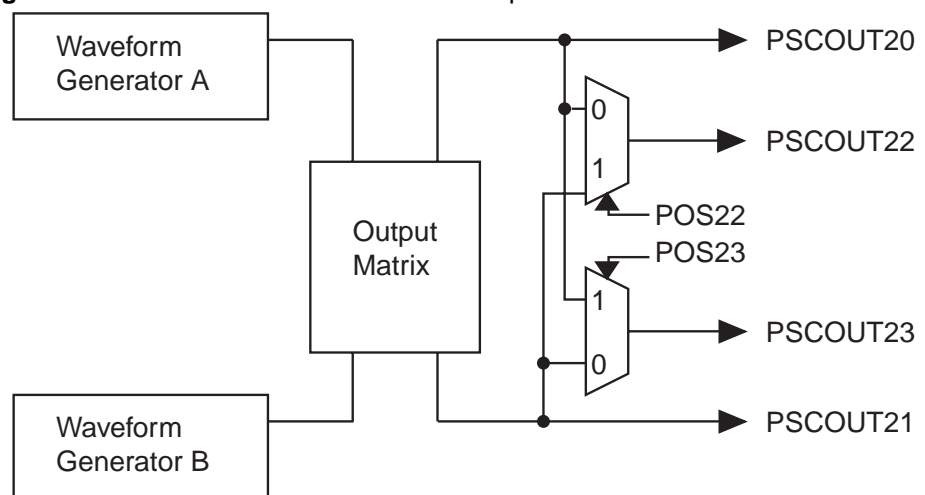 Waveform
Generator A
PSCOUT20
0
PSCOUT22
1
POS22
Output
Matrix
POS23
1
PSCOUT23
0
Waveform
Generator B
PSCOUT21